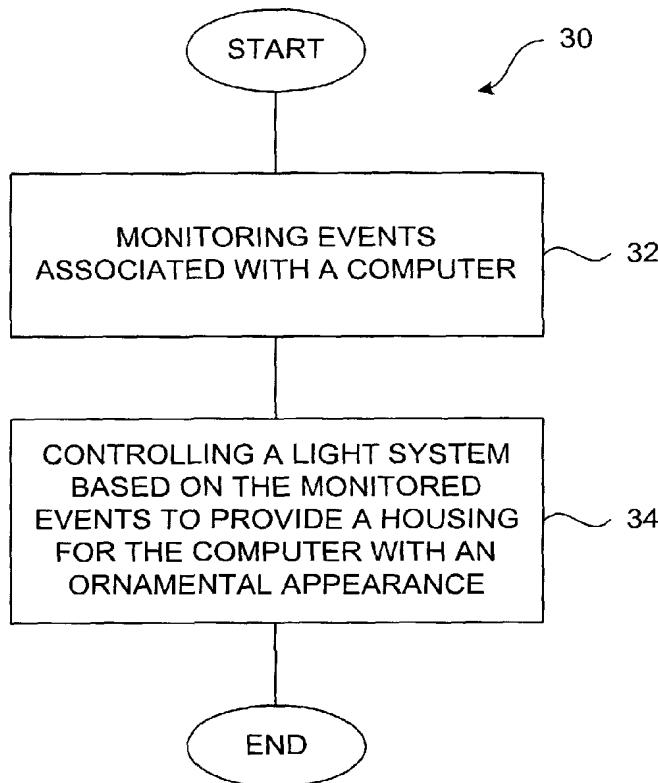 START
30
MONITORING EVENTS
ASSOCIATED WITH A COMPUTER
32
CONTROLLING A LIGHT SYSTEM
BASED ON THE MONITORED
EVENTS TO PROVIDE A HOUSING
FOR THE COMPUTER WITH AN
ORNAMENTAL APPEARANCE
34
END